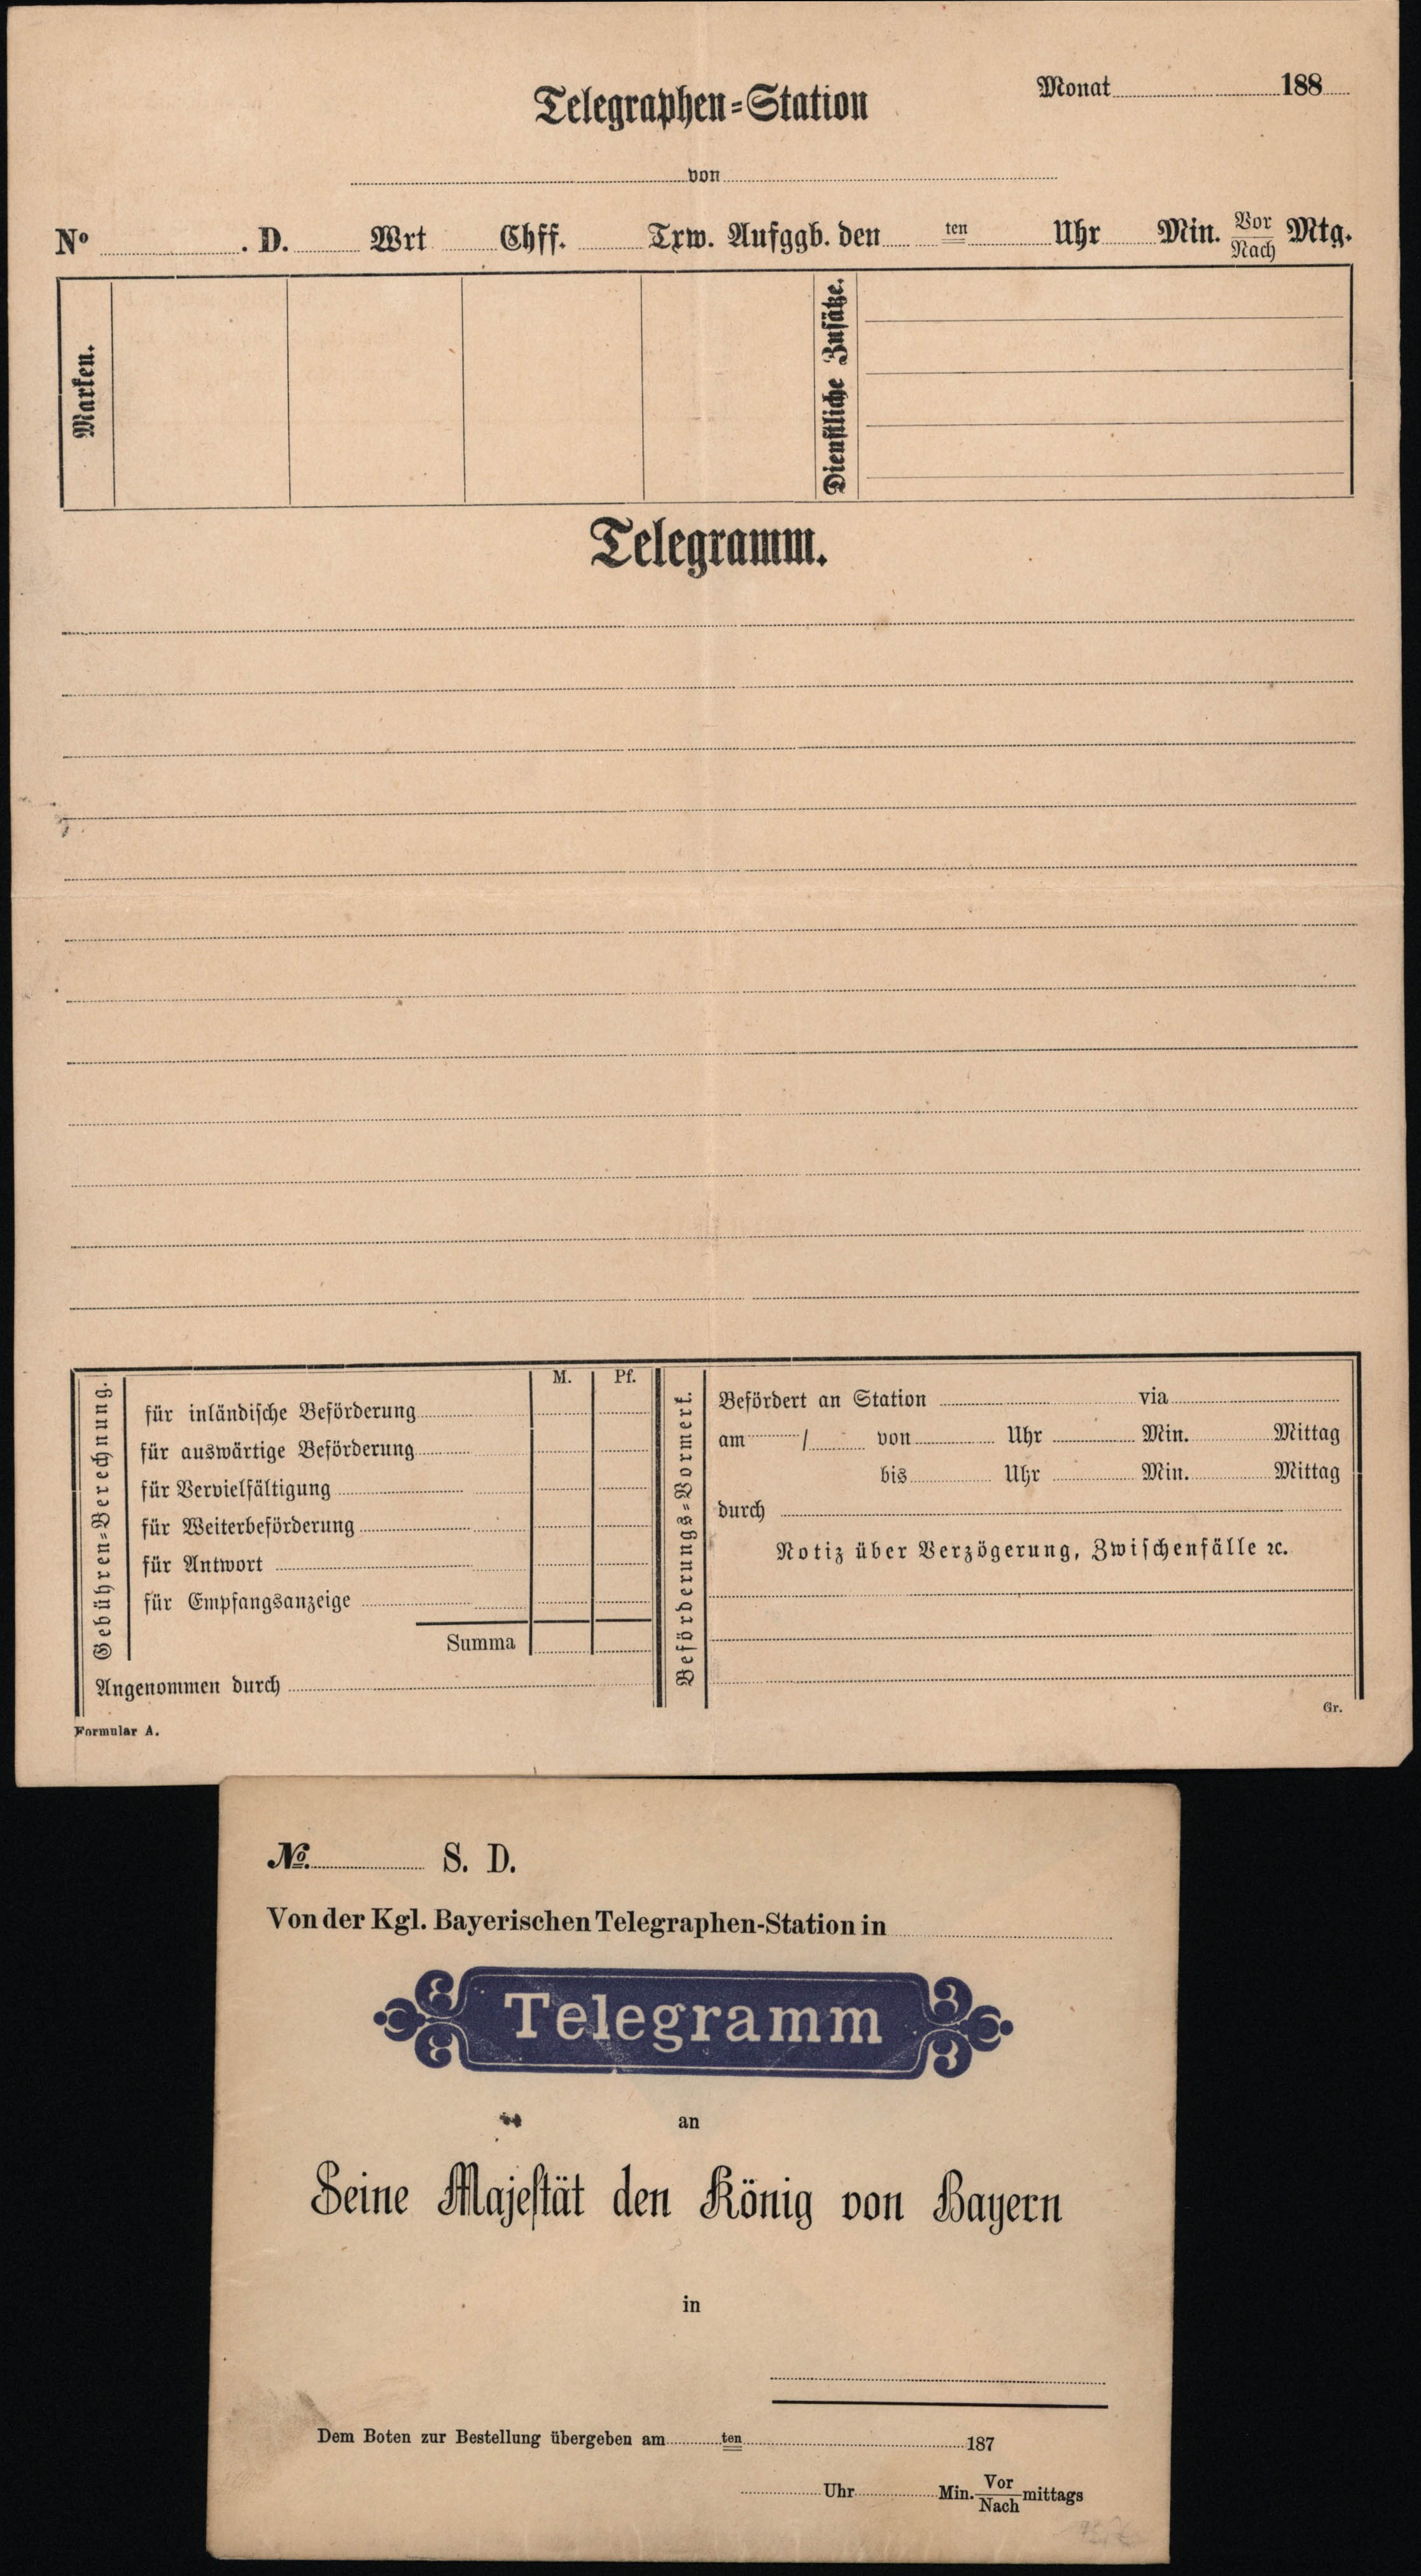 Telegraphen-Station
Monat 188
von
No . D. Wrt Chff. Trw. Aufggb. den ten Uhr Min. Vor Nach Mtg.
Marken.
Dienstliche Zusätze.
Telegramm.
Gebühren-Berechnung.
M. Pf.
für inländische Beförderung
für auswärtige Beförderung
für Vervielfältigung
für Weiterbeförderung
für Antwort
für Empfangsanzeige
Summa
Angenommen durch
Beförderungs-Vormerk.
Befördert an Station via
am / von Uhr Min. Mittag
bis Uhr Min. Mittag
durch
Notiz über Verzögerung, Zwischenfälle ꝛc.
Formular A.
Gr.
No. S. D.
Von der Kgl. Bayerischen Telegraphen-Station in
Telegramm
an
Seine Majestät den König von Bayern
in
Dem Boten zur Bestellung übergeben am ten 187
Uhr Min. Vor Nach mittags